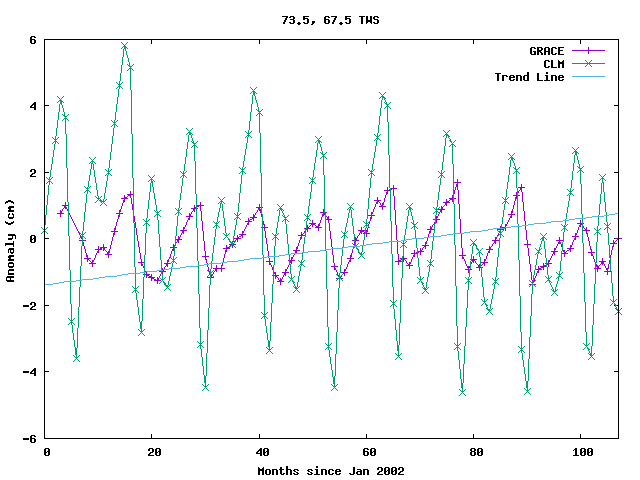 73.5, 67.5 TWS
GRACE
CLM
Trend Line
6
4
2
0
-2
-4
-6
Anomaly (cm)
0 20 40 60 80 100
Months since Jan 2002